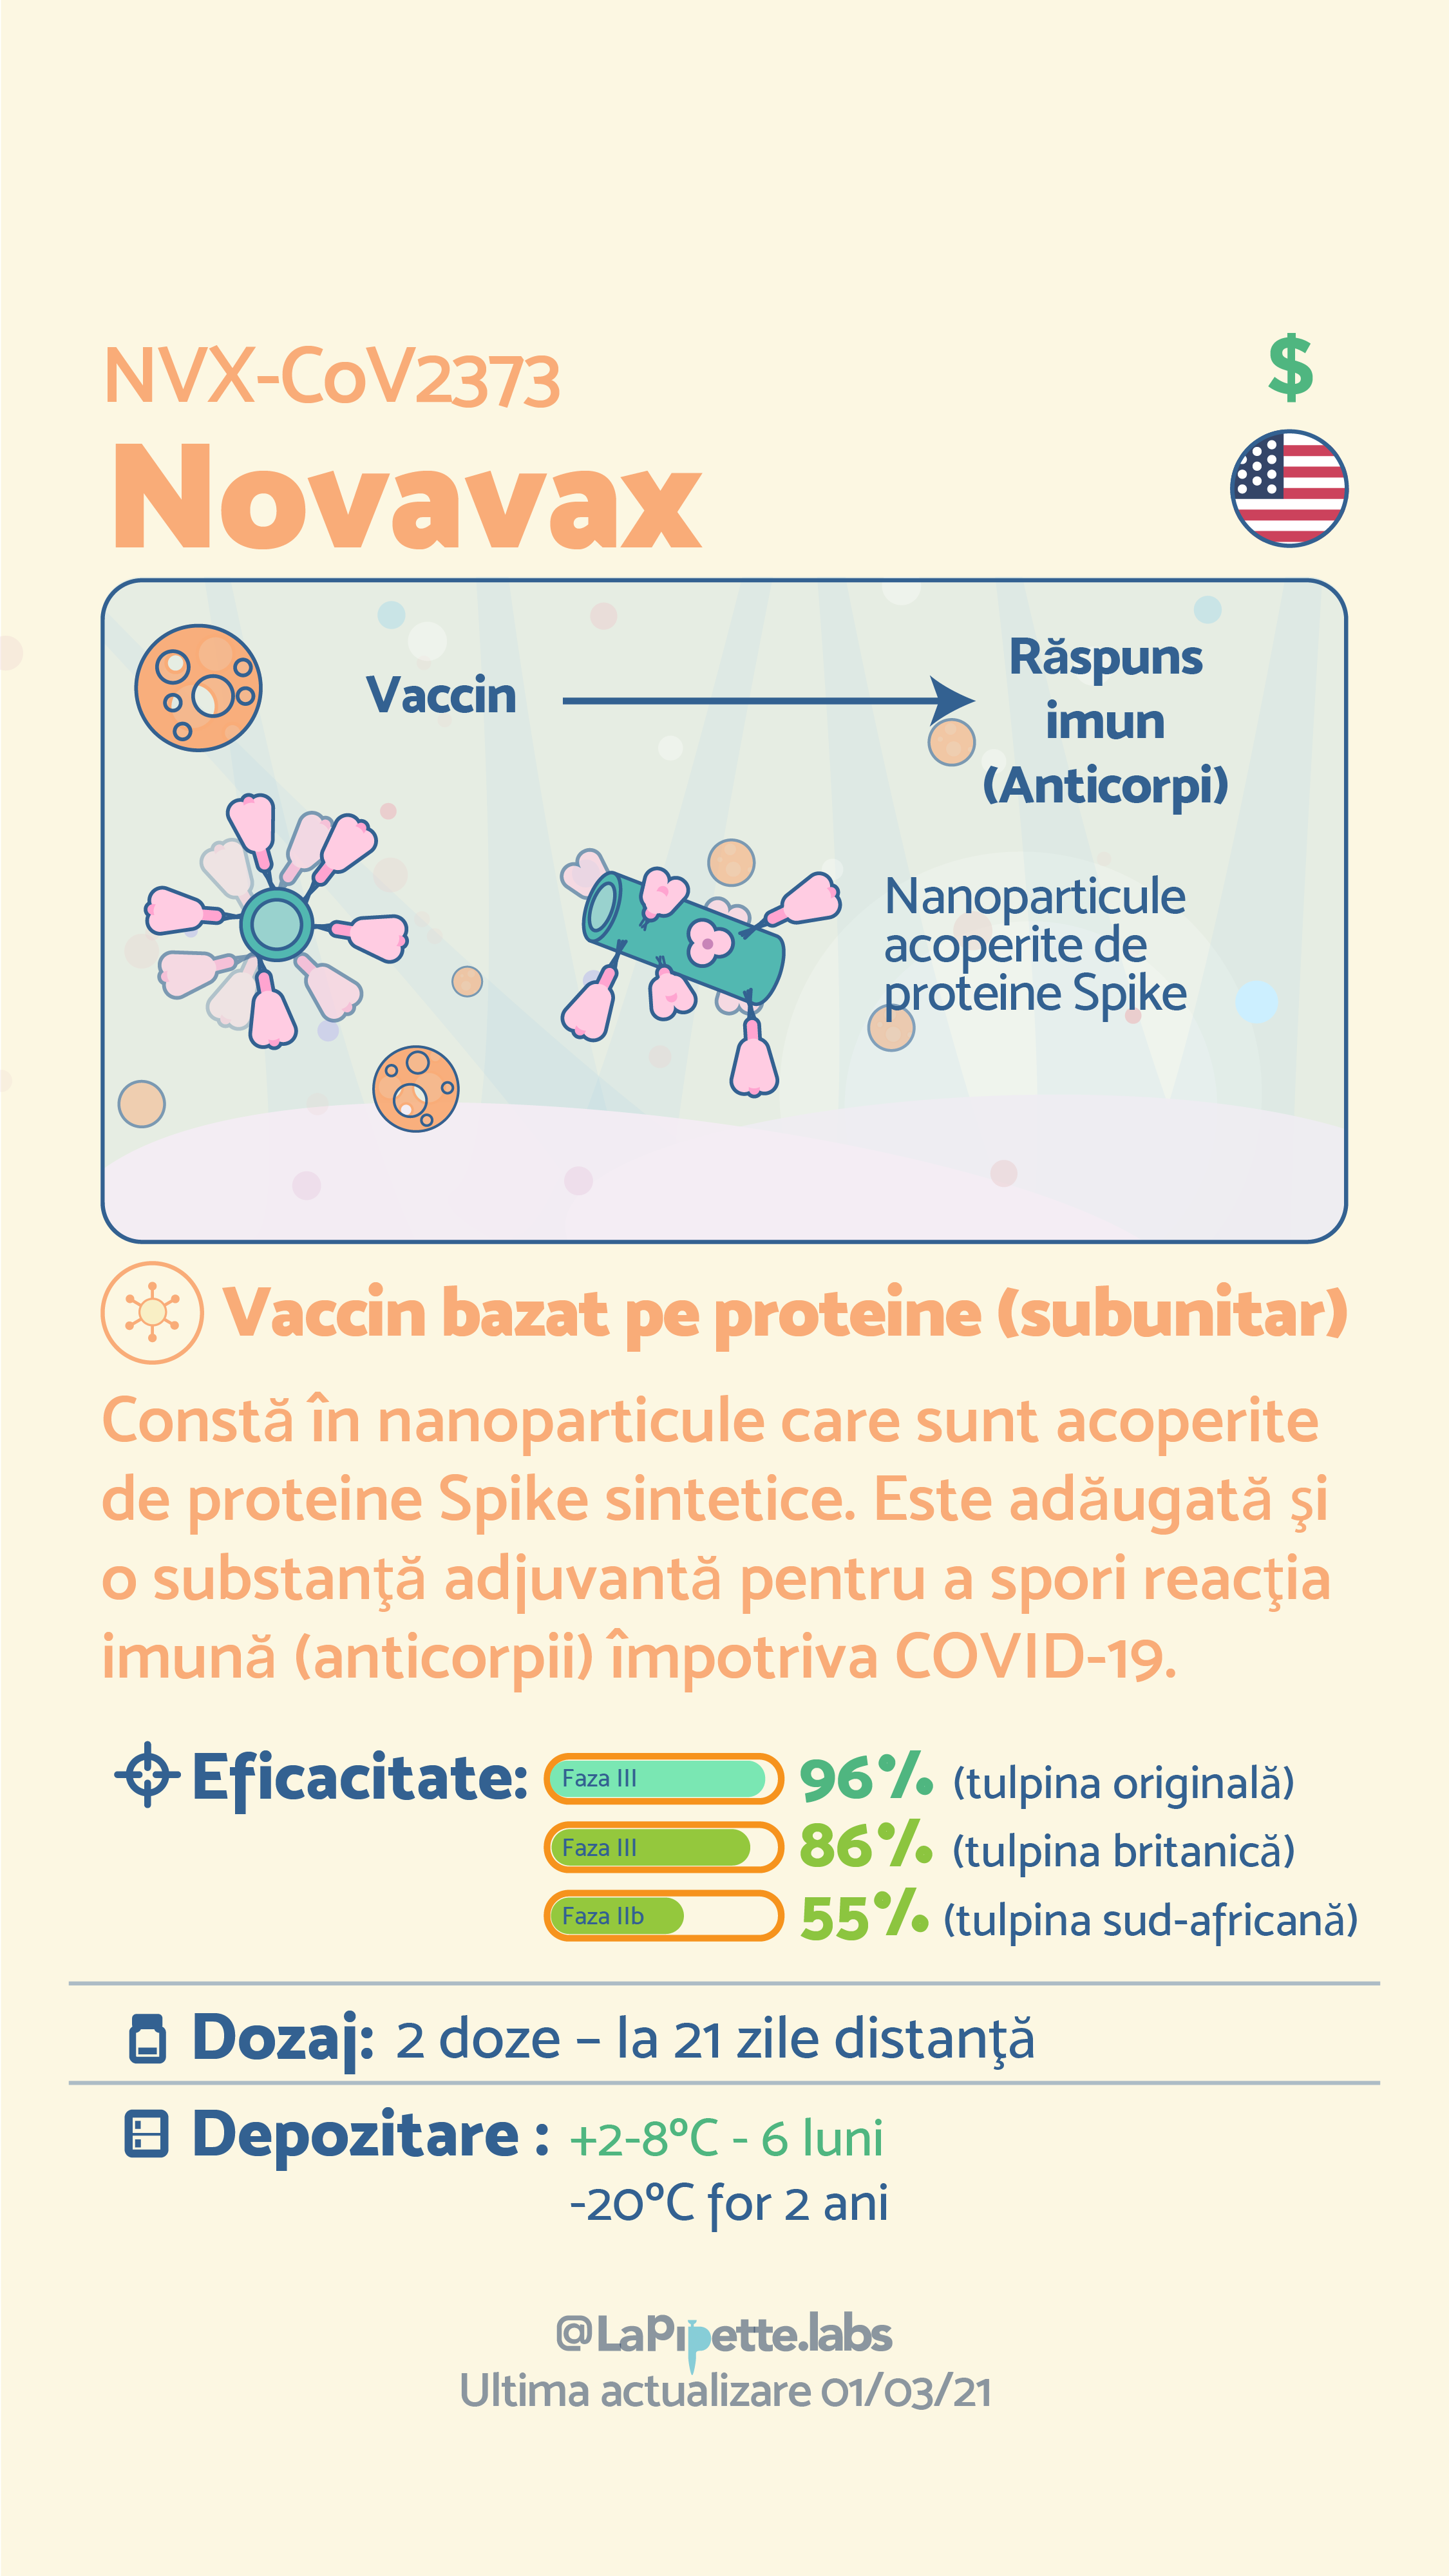 NVX-CoV2373
$
Novavax
Vaccin
Răspuns
imun
(Anticorpi)
Nanoparticule
acoperite de
proteine Spike
Vaccin bazat pe proteine (subunitar)
Constă în nanoparticule care sunt acoperite
de proteine Spike sintetice. Este adăugată şi
o substanţă adjuvantă pentru a spori reacţia
imună (anticorpii) împotriva COVID-19.
Eficacitate: Faza III 96% (tulpina originală)
Faza III 86% (tulpina britanică)
Faza IIb 55% (tulpina sud-africană)
Dozaj: 2 doze – la 21 zile distanţă
Depozitare : +2-8ºC - 6 luni
-20ºC for 2 ani
@LaPipette.labs
Ultima actualizare 01/03/21